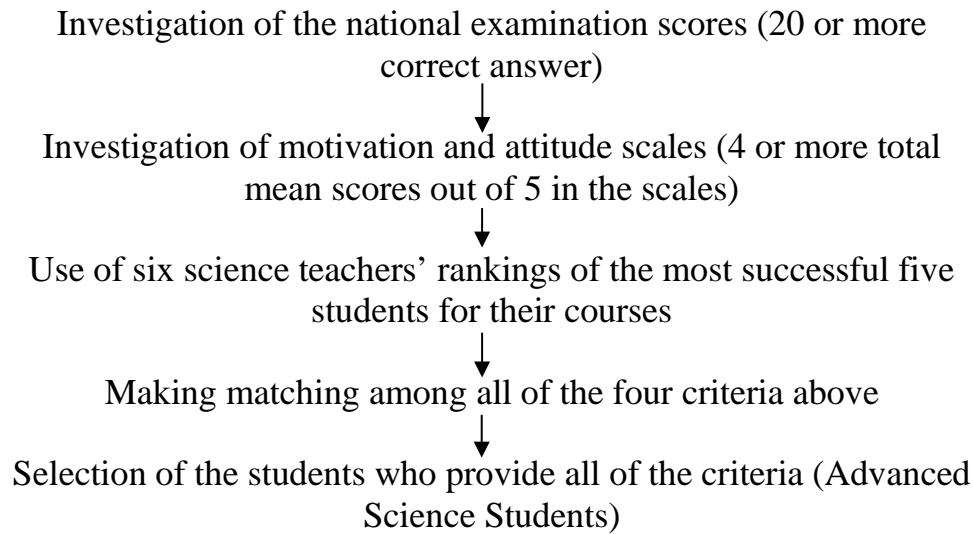 Investigation of the national examination scores (20 or more
correct answer)
Investigation of motivation and attitude scales (4 or more total
mean scores out of 5 in the scales)
Use of six science teachers’ rankings of the most successful five
students for their courses
Making matching among all of the four criteria above
Selection of the students who provide all of the criteria (Advanced
Science Students)